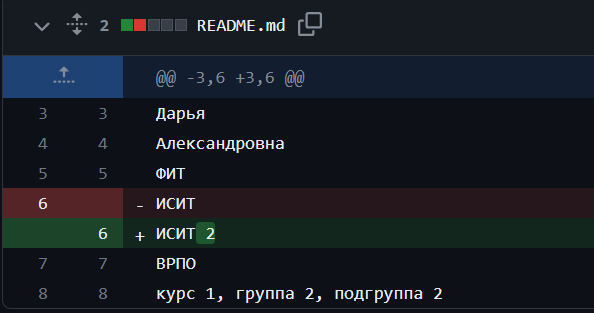 2 README.md
@@ -3,6 +3,6 @@
3 3 Дарья
4 4 Александровна
5 5 ФИТ
6 - ИСИТ
6 + ИСИТ 2
7 7 ВРПО
8 8 курс 1, группа 2, подгруппа 2